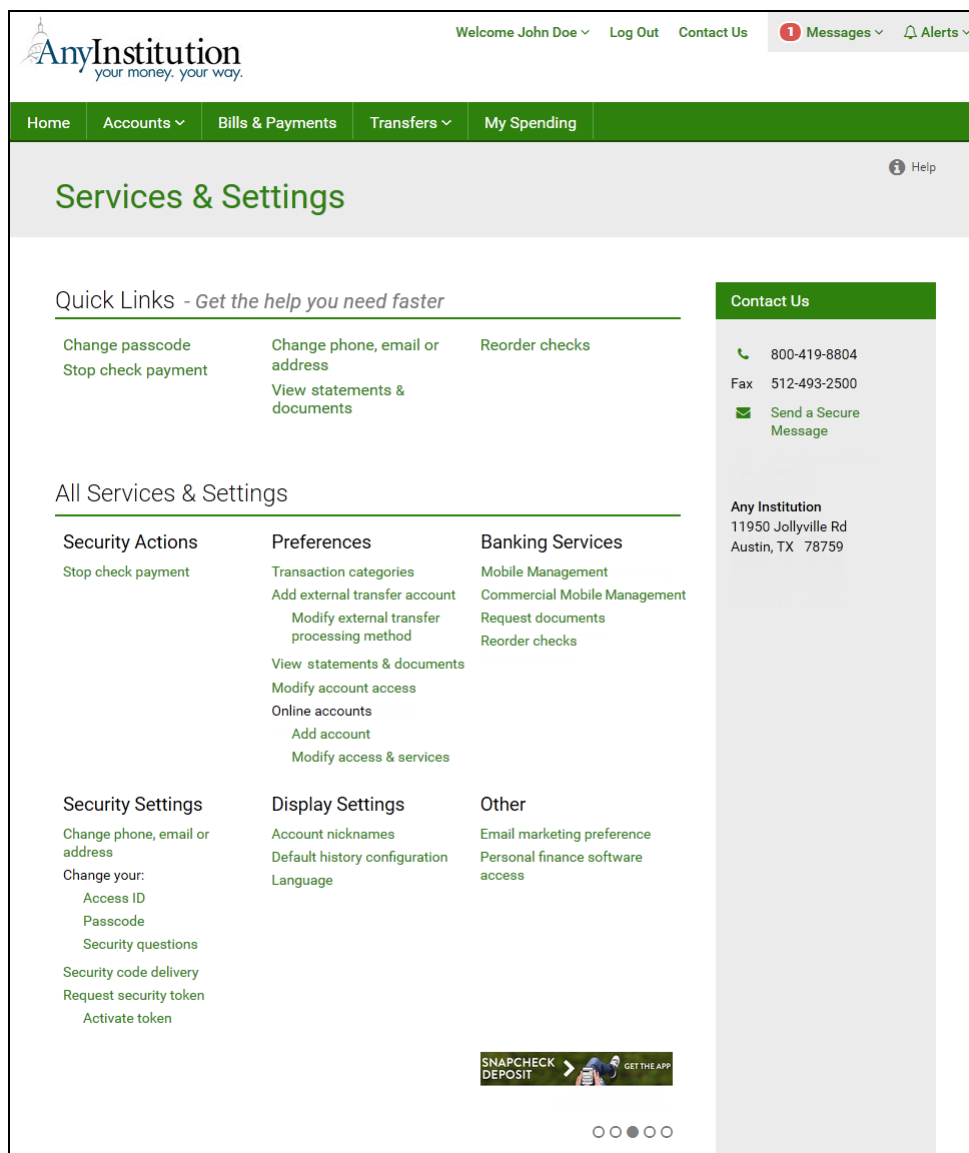 AnyInstitution
your money. your way.
Welcome John Doe Log Out Contact Us 1 Messages Alerts
Home Accounts Bills & Payments Transfers My Spending
Help
Services & Settings
Quick Links - Get the help you need faster
Change passcode
Stop check payment
Change phone, email or
address
View statements &
documents
Reorder checks
All Services & Settings
Security Actions
Stop check payment
Preferences
Transaction categories
Add external transfer account
Modify external transfer
processing method
View statements & documents
Modify account access
Online accounts
Add account
Modify access & services
Banking Services
Mobile Management
Commercial Mobile Management
Request documents
Reorder checks
Security Settings
Change phone, email or
address
Change your:
Access ID
Passcode
Security questions
Security code delivery
Request security token
Activate token
Display Settings
Account nicknames
Default history configuration
Language
Other
Email marketing preference
Personal finance software
access
SNAPCHECK
DEPOSIT
GET THE APP
Contact Us
800-419-8804
Fax 512-493-2500
Send a Secure
Message
Any Institution
11950 Jollyville Rd
Austin, TX 78759